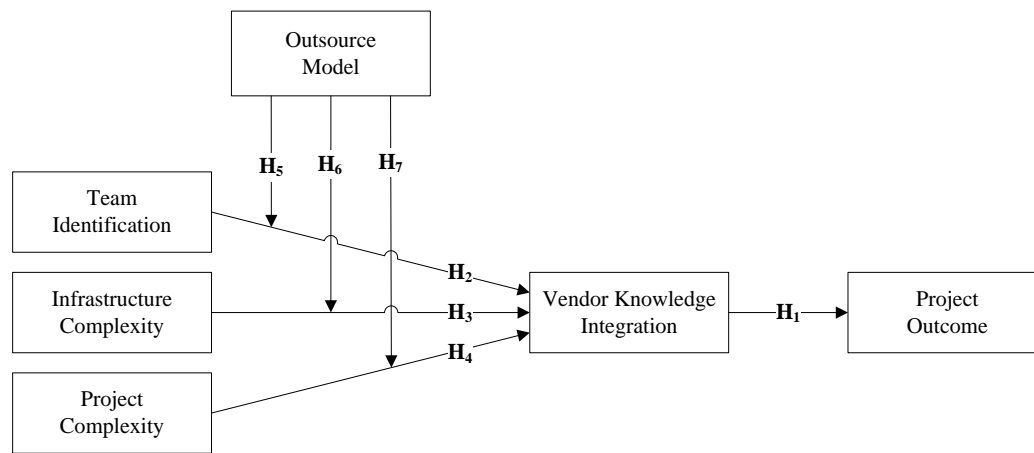 Outsource
Model
H₅
H₆
H₇
Team
Identification
H₂
Infrastructure
Complexity
H₃
Vendor Knowledge
Integration
H₁
Project
Outcome
H₄
Project
Complexity